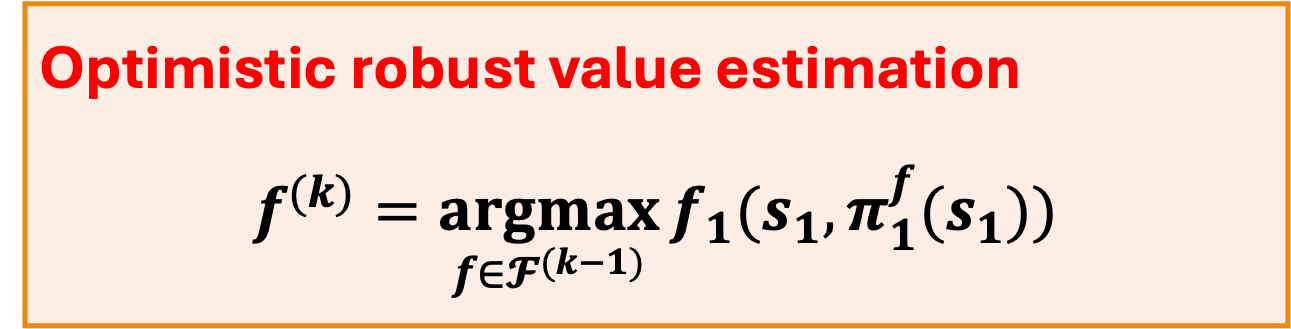 Optimistic robust value estimation
f^{(k)} = argmax_{f∈𝓕^{(k−1)}} f_1(s_1, π_1^f(s_1))